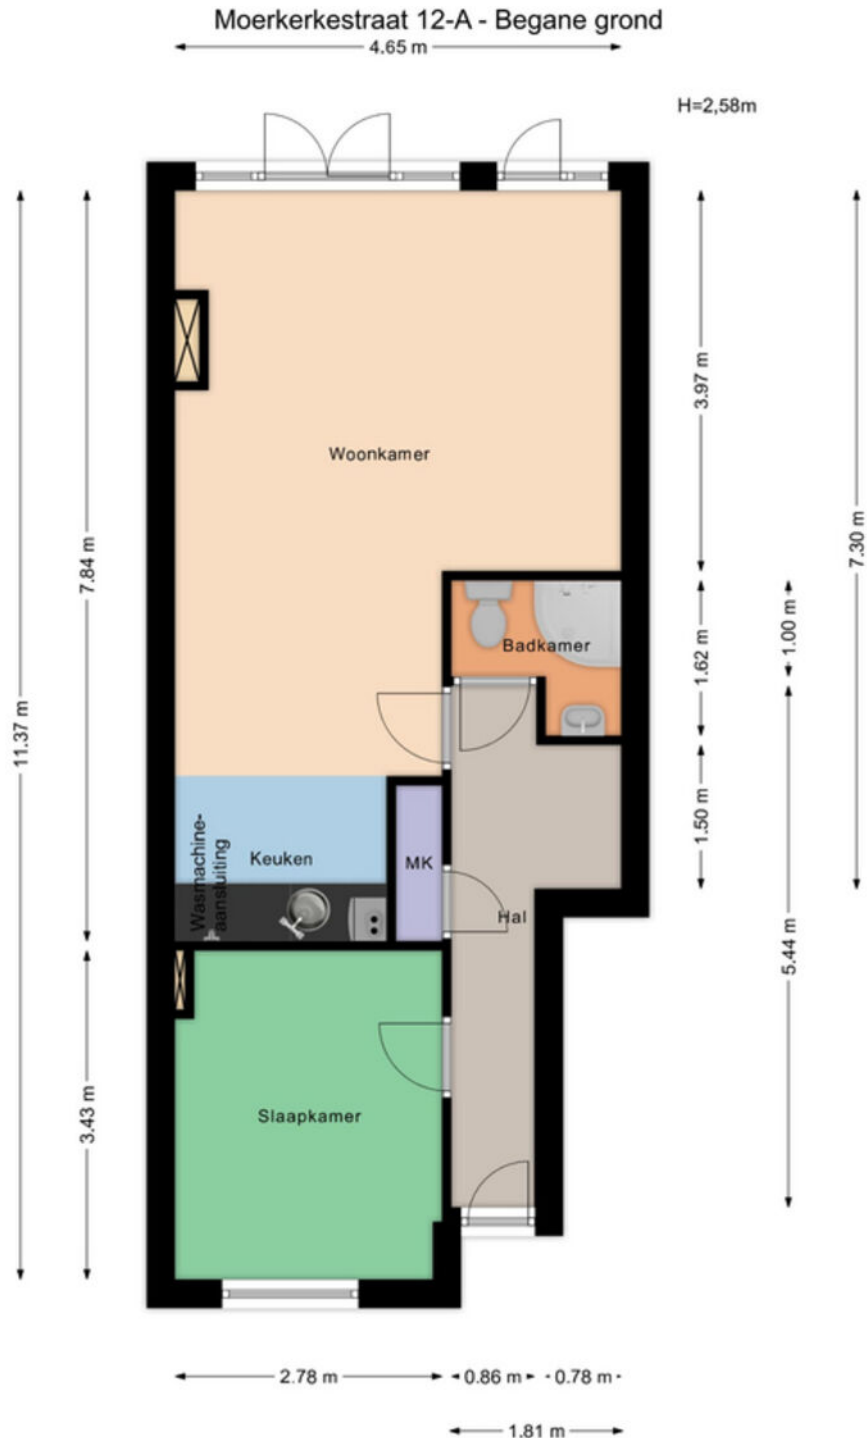 Moerkerkestraat 12-A - Begane grond
4.65 m
H=2,58m
3.97 m
7.30 m
Woonkamer
7.84 m
1.00 m
1.62 m
Badkamer
11.37 m
1.50 m
Wasmachine-
aansluiting
Keuken
MK
Hal
5.44 m
3.43 m
Slaapkamer
2.78 m
0.86 m
0.78 m
1.81 m